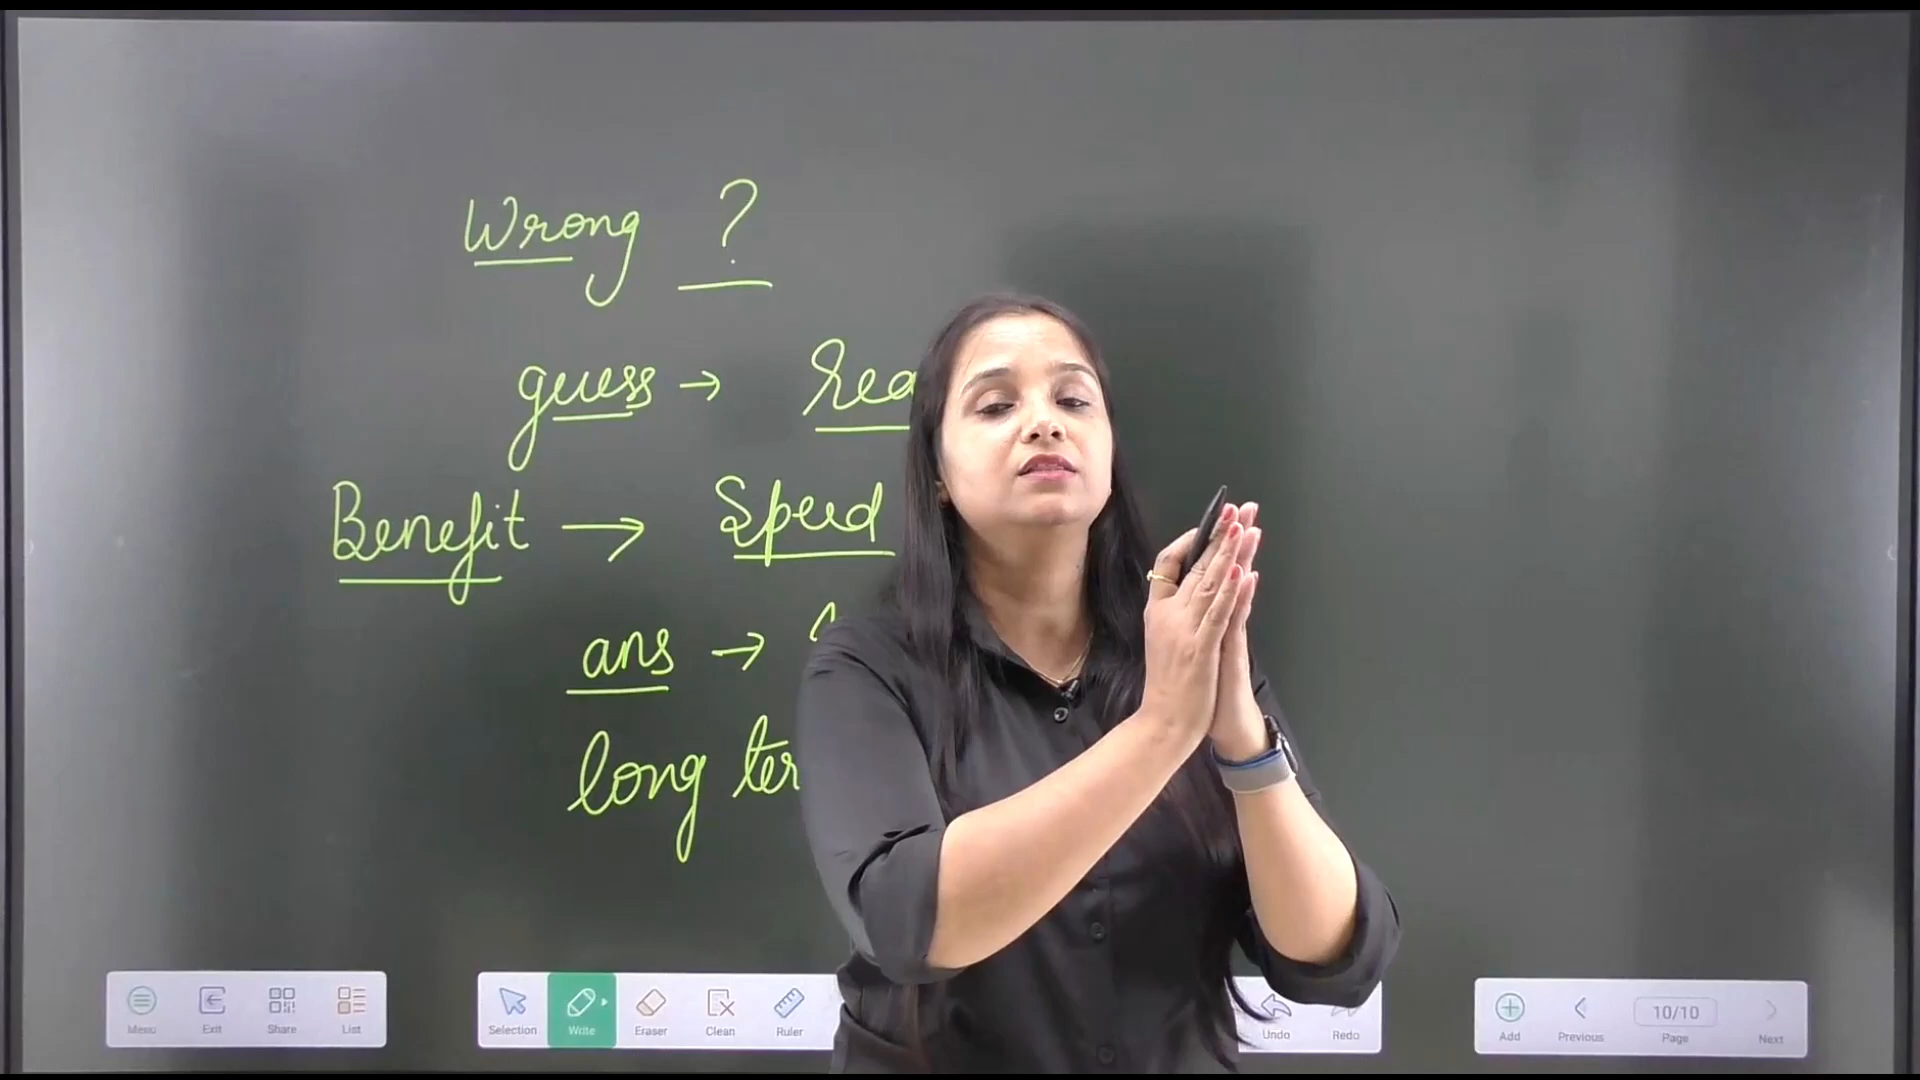 Wrong ?
guess →
Benefit → Speed
ans →
long
Menu Exit Share List
Selection Write Eraser Clean Ruler
Undo Redo
Add Previous 10/10 Page Next